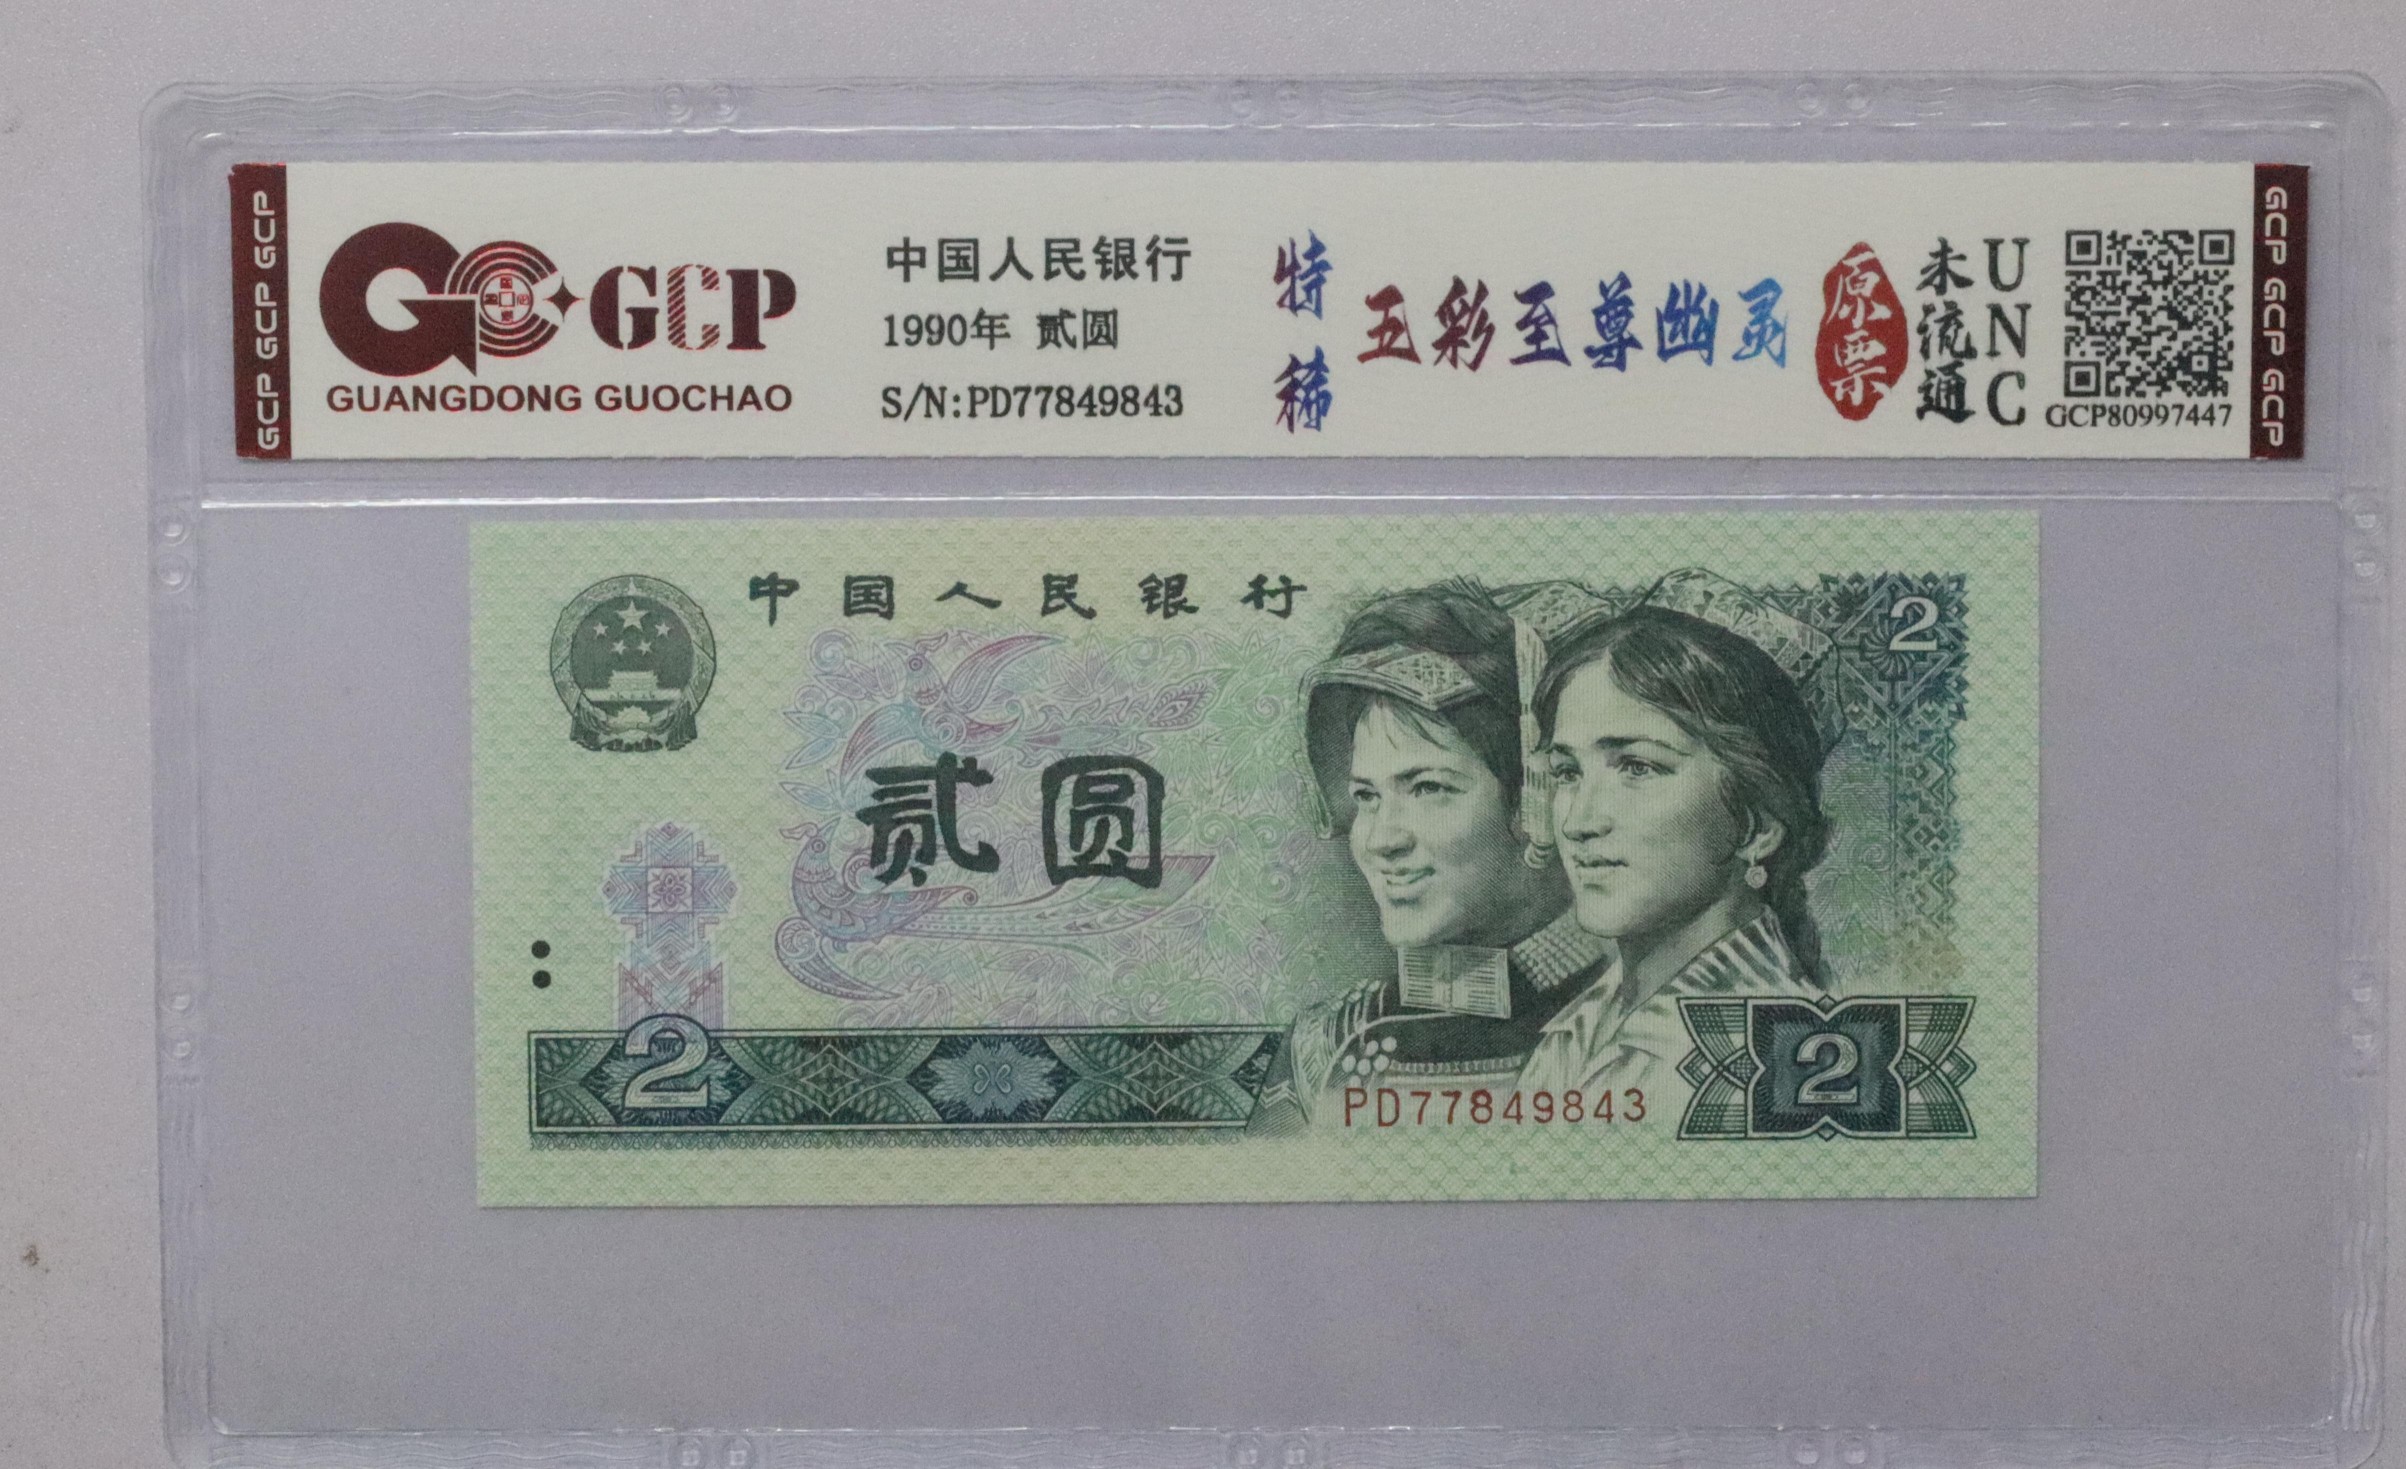 GCP GCP GCP
GCP
GUANGDONG GUOCHAO
中国人民银行
1990年 贰圆
S/N:PD77849843
特稀
五彩至尊幽灵
原票
未流通
UNC
GCP80997447
GCP GCP GCP
中国人民银行
2
贰圆
2
PD77849843
2